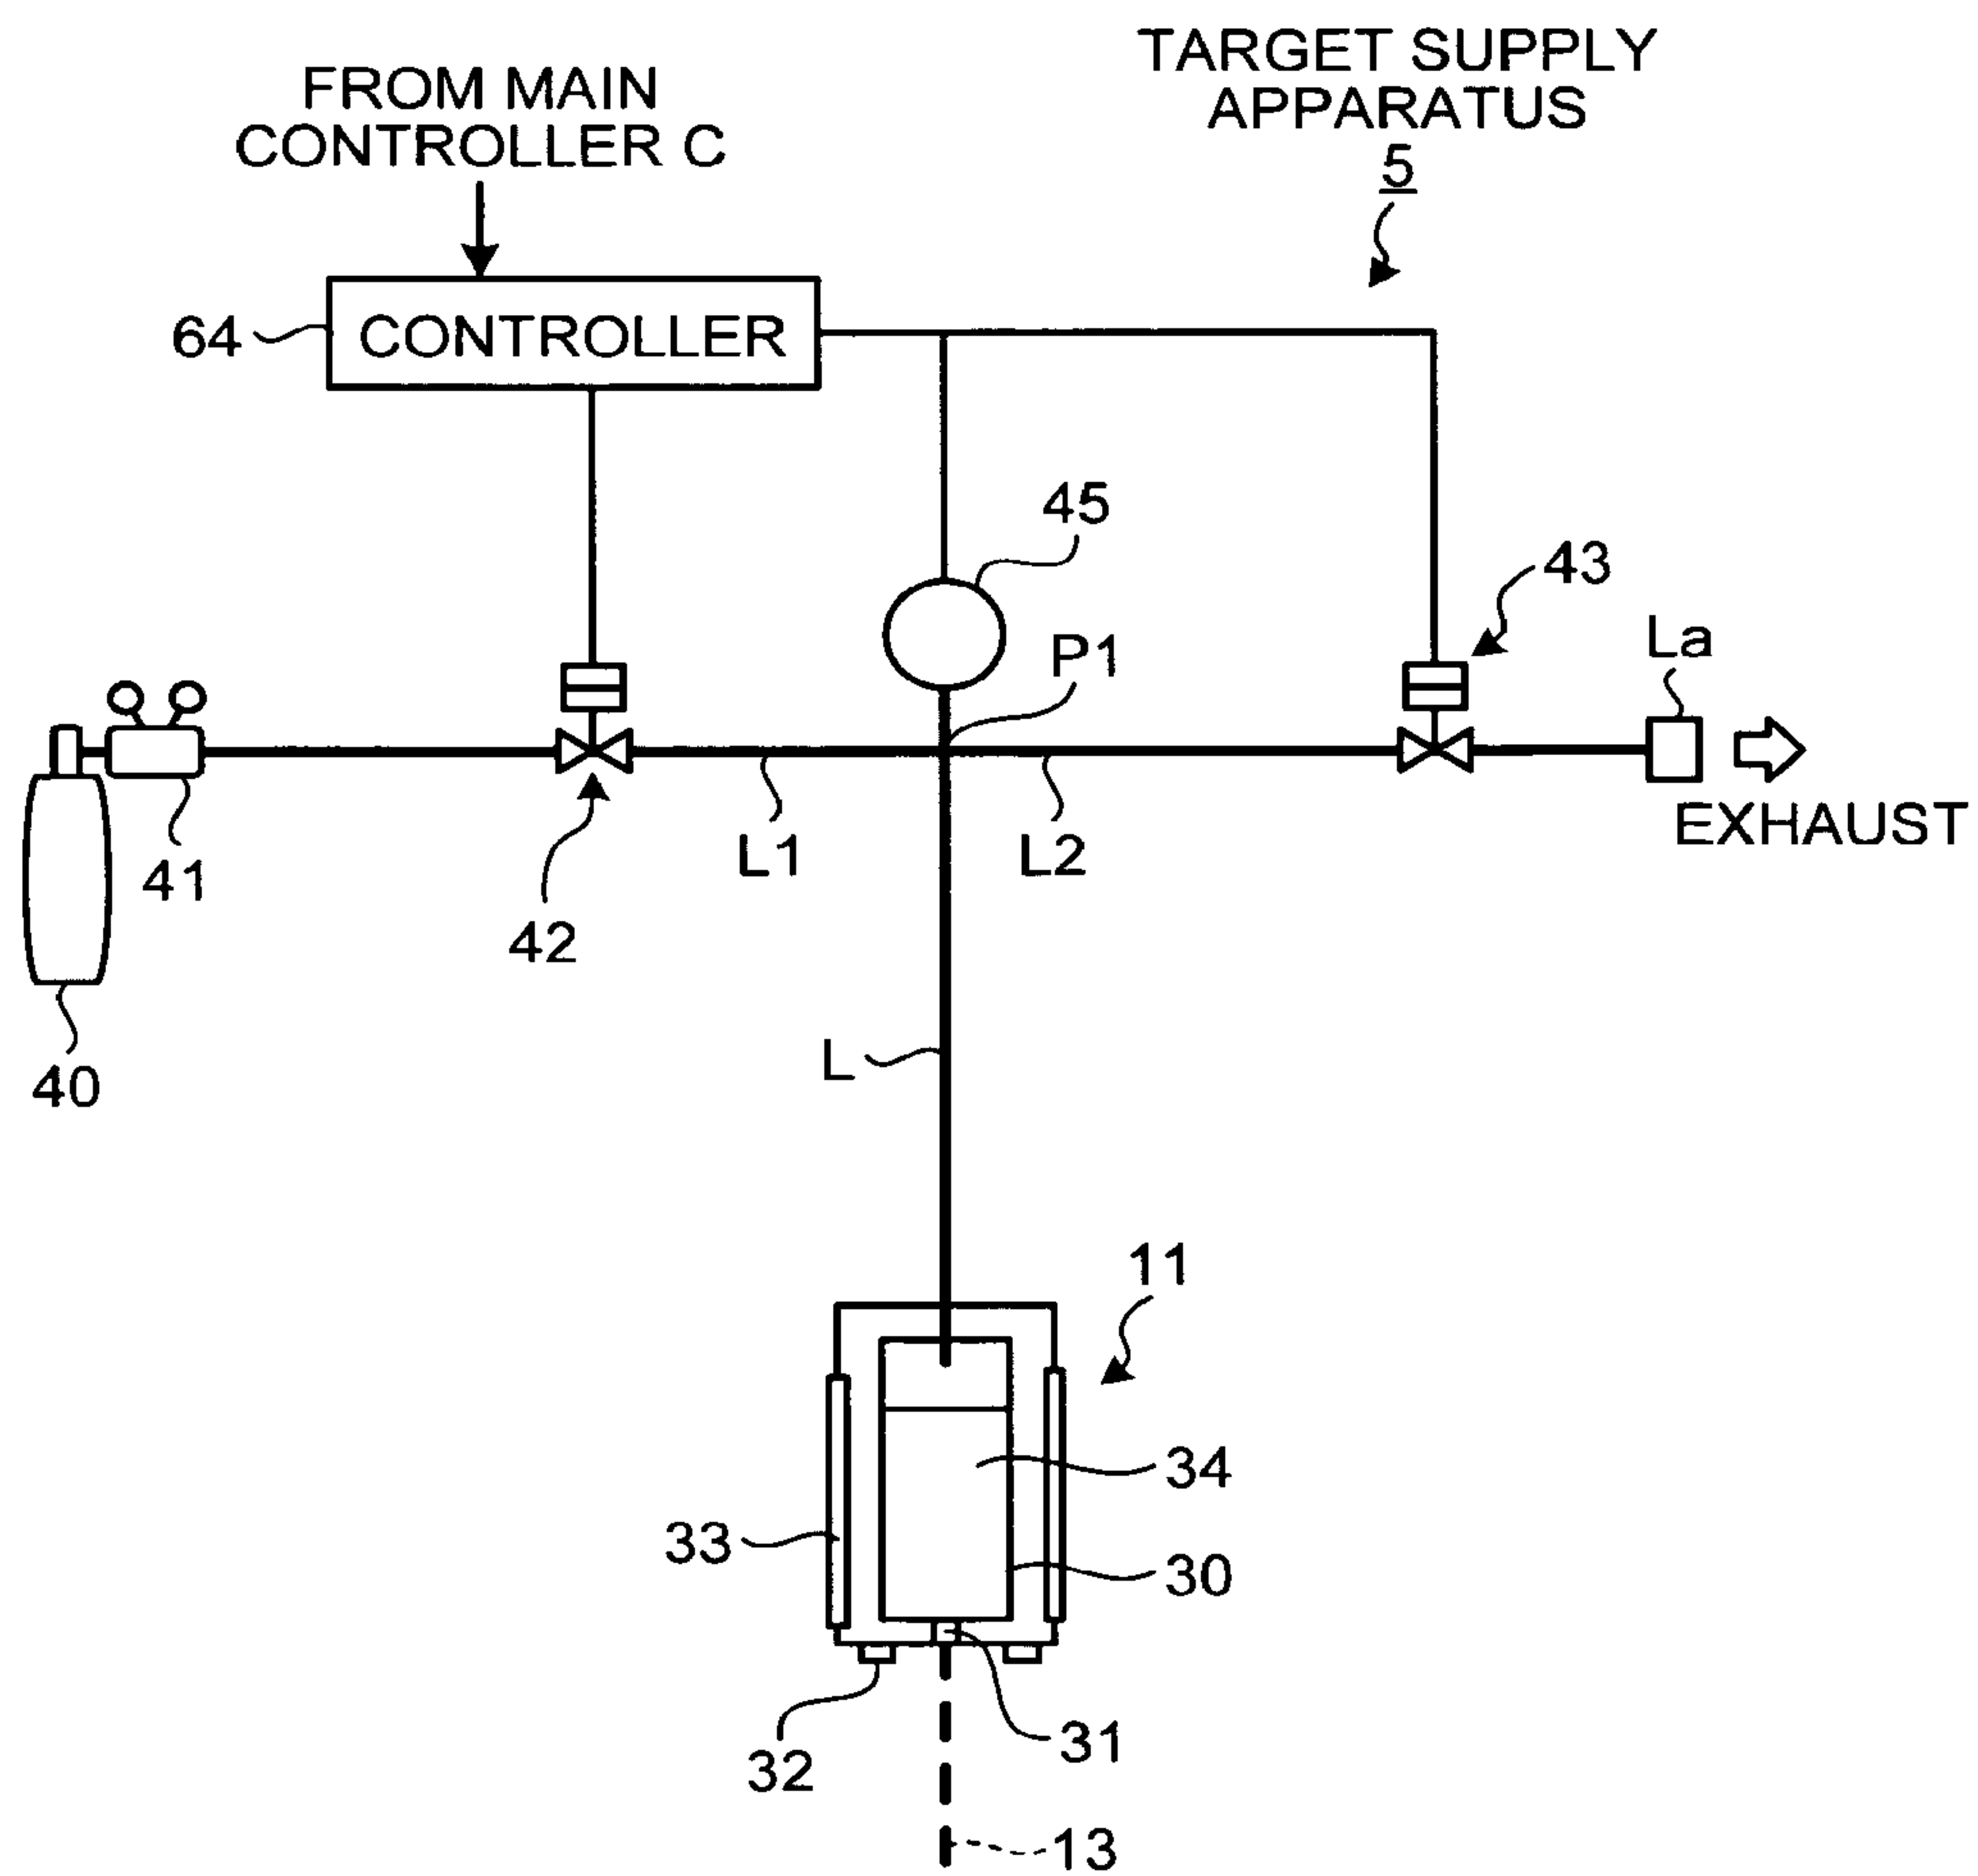 TARGET SUPPLY
APPARATUS
5
FROM MAIN
CONTROLLER C
64
CONTROLLER
45
43
P1
La
EXHAUST
41
L1
L2
42
40
L
11
34
33
30
31
32
13